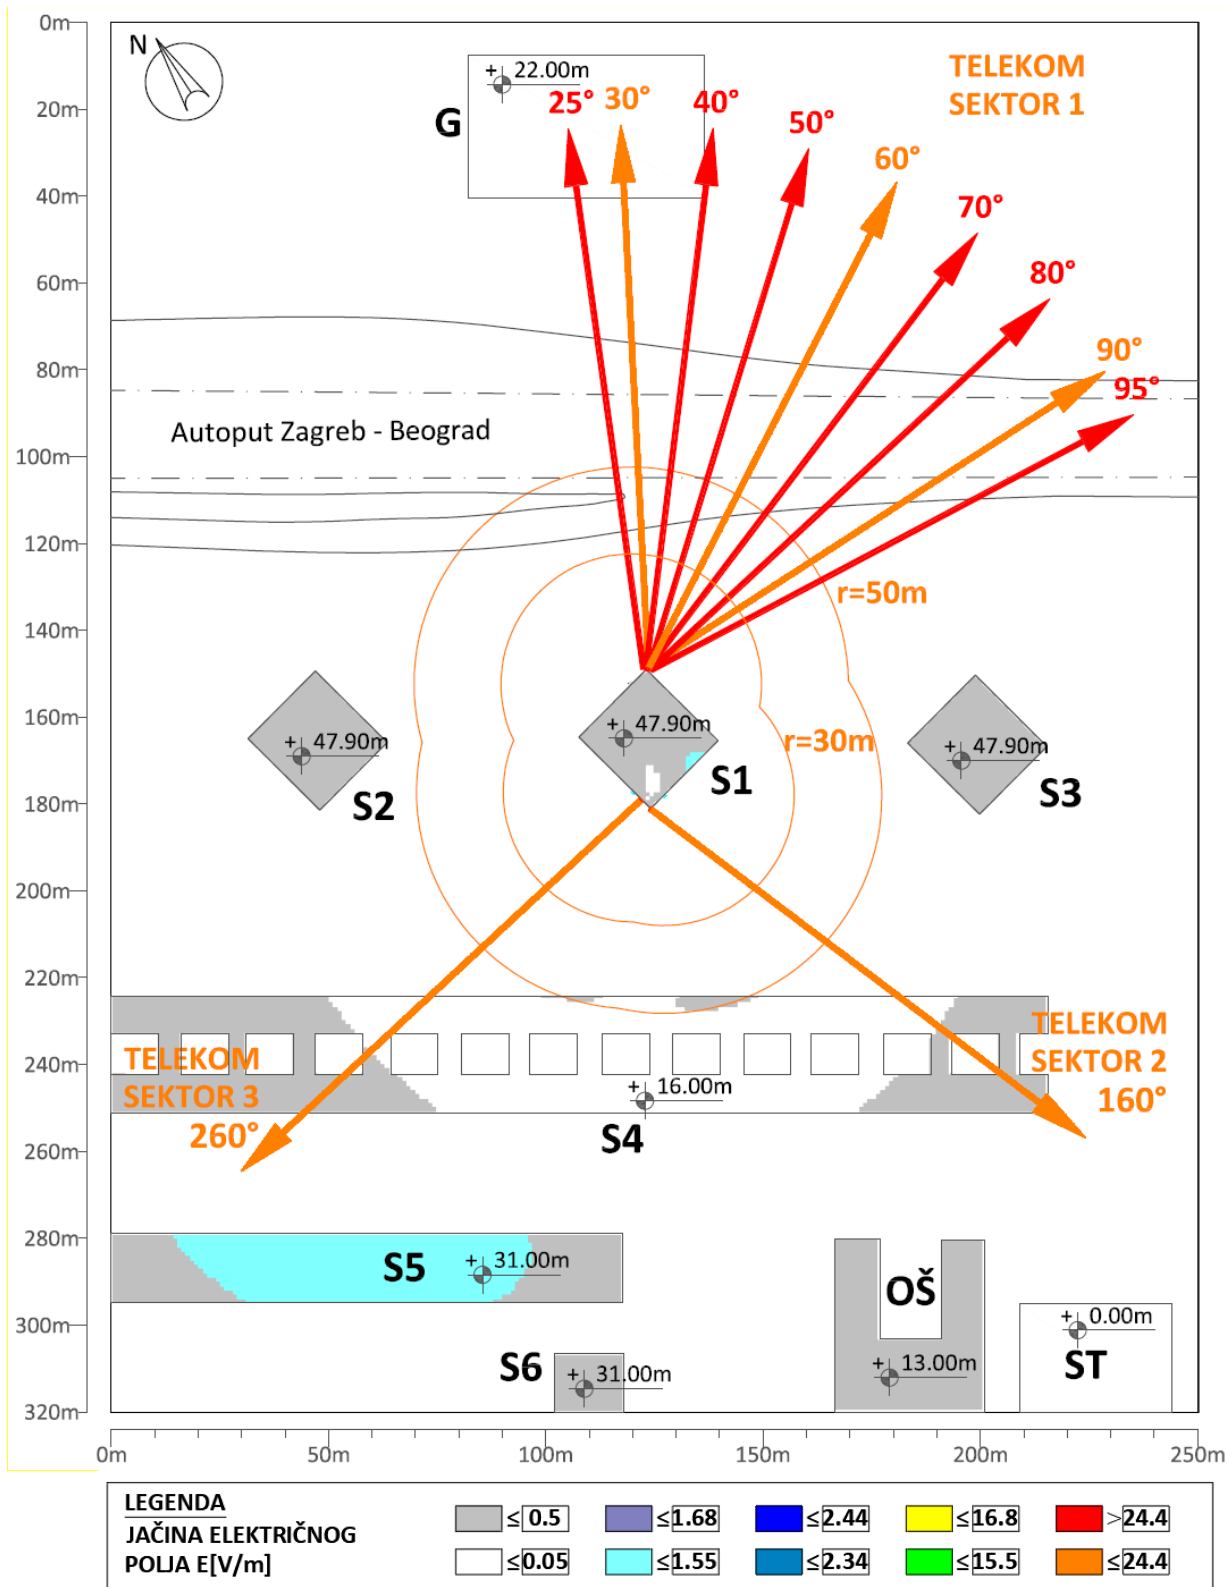 0m
N
TELEKOM
SEKTOR 1
+ 22.00m
20m
G
25°
30°
40°
50°
60°
40m
70°
60m
80°
80m
90°
95°
Autoput Zagreb - Beograd
100m
120m
r=50m
140m
160m
+ 47.90m
+ 47.90m
+ 47.90m
r=30m
S2
S1
S3
180m
200m
220m
TELEKOM
SEKTOR 2
160°
240m
TELEKOM
SEKTOR 3
260°
+ 16.00m
S4
260m
280m
S5
+ 31.00m
OŠ
300m
+ 0.00m
S6
+ 31.00m
+ 13.00m
ST
320m
0m
50m
100m
150m
200m
250m
LEGENDA
JAČINA ELEKTRIČNOG
POLJA E[V/m]
≤ 0.5
≤1.68
≤2.44
≤16.8
>24.4
≤0.05
≤1.55
≤2.34
≤15.5
≤24.4